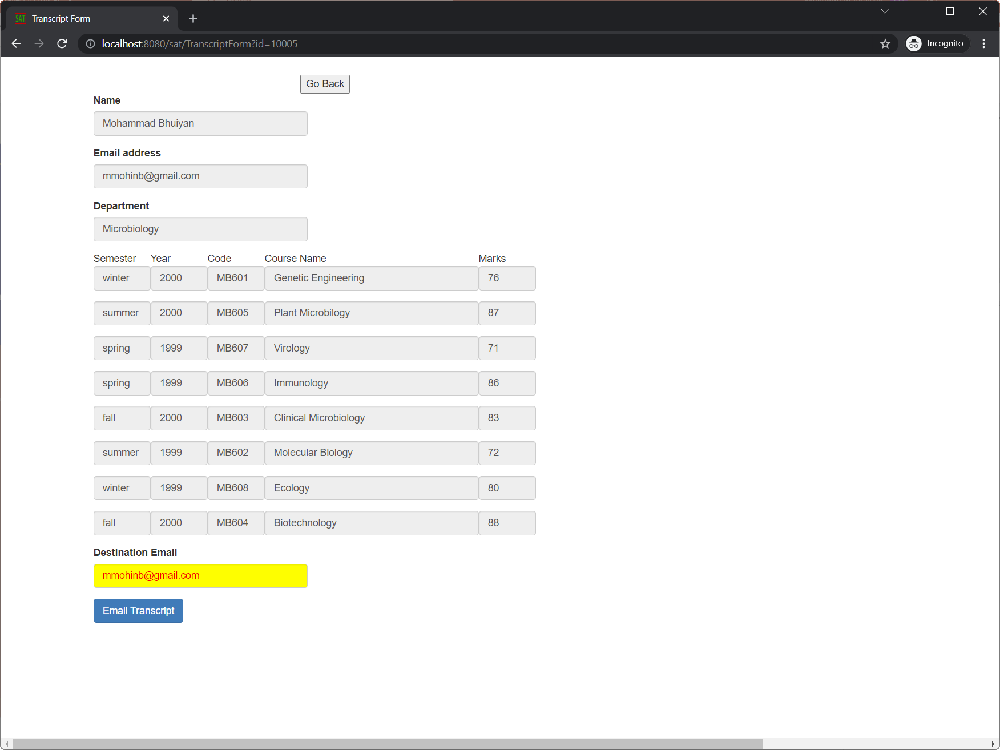 SAT Transcript Form
localhost:8080/sat/TranscriptForm?id=10005 Incognito
Go Back
Name
Mohammad Bhuiyan
Email address
mmohinb@gmail.com
Department
Microbiology
Semester Year Code Course Name Marks
winter 2000 MB601 Genetic Engineering 76
summer 2000 MB605 Plant Microbilogy 87
spring 1999 MB607 Virology 71
spring 1999 MB606 Immunology 86
fall 2000 MB603 Clinical Microbiology 83
summer 1999 MB602 Molecular Biology 72
winter 1999 MB608 Ecology 80
fall 2000 MB604 Biotechnology 88
Destination Email
mmohinb@gmail.com
Email Transcript